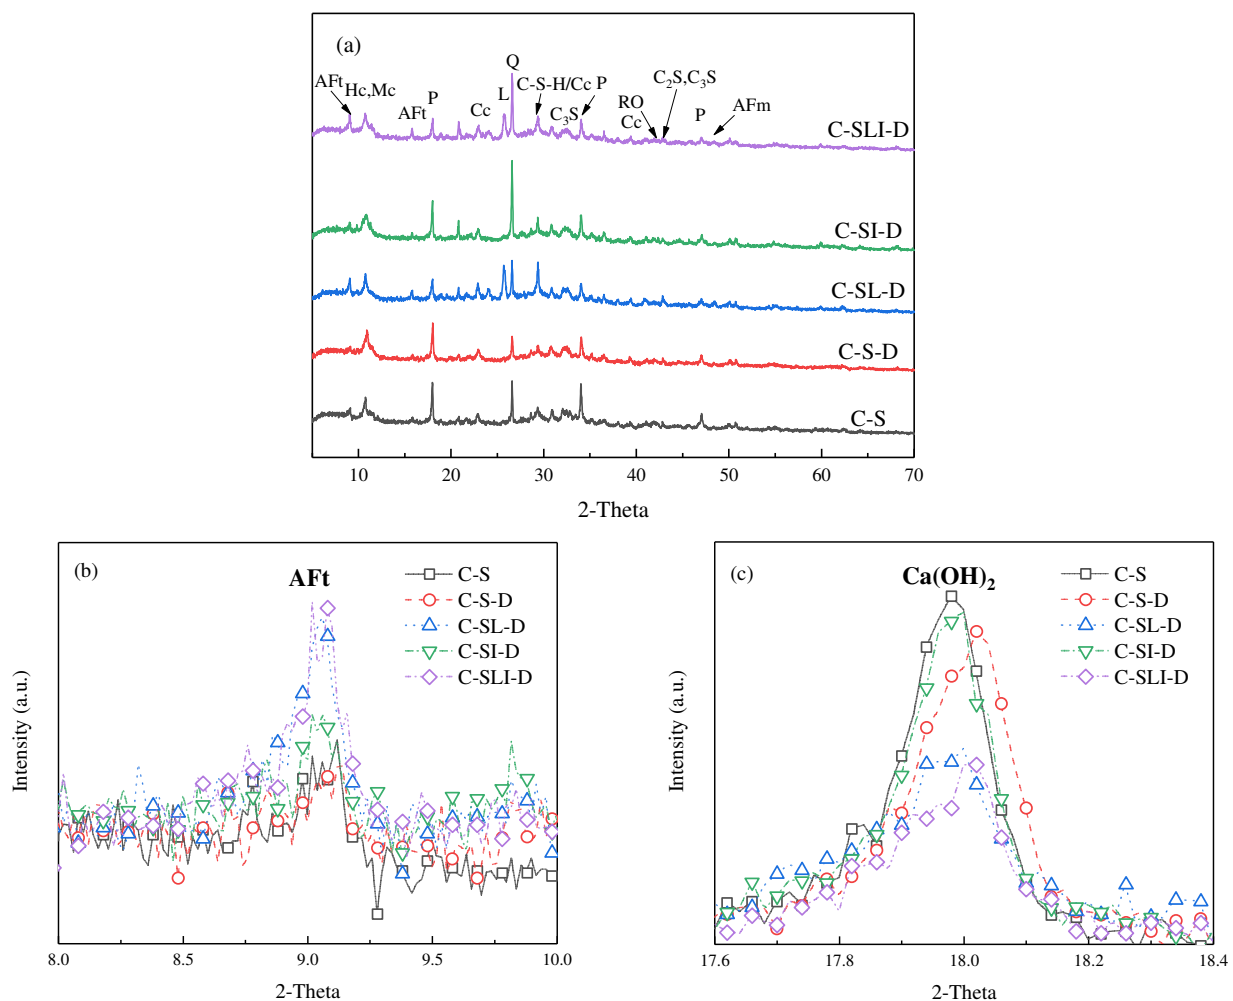 (a)
Q
AFt Hc,Mc AFt P Cc L C-S-H/Cc P C₃S RO Cc C₂S,C₃S P AFm
C-SLI-D
C-SI-D
C-SL-D
C-S-D
C-S
10 20 30 40 50 60 70
2-Theta
(b)
AFt
C-S
C-S-D
C-SL-D
C-SI-D
C-SLI-D
Intensity (a.u.)
8.0 8.5 9.0 9.5 10.0
2-Theta
(c)
Ca(OH)₂
C-S
C-S-D
C-SL-D
C-SI-D
C-SLI-D
Intensity (a.u.)
17.6 17.8 18.0 18.2 18.4
2-Theta